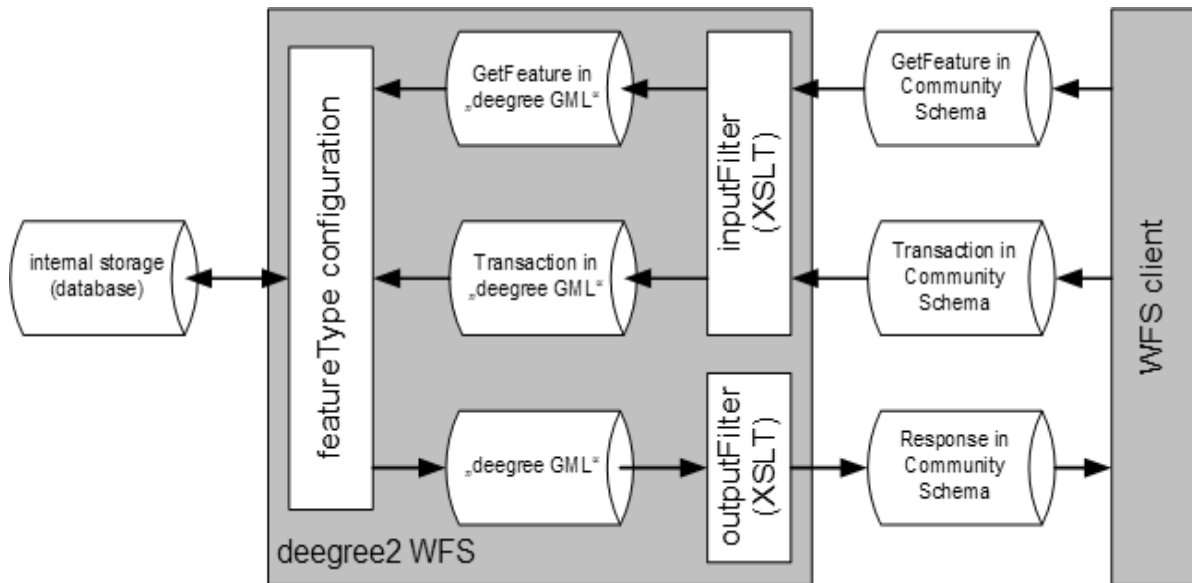 GetFeature in
„deegree GML“
GetFeature in
Community
Schema
featureType configuration
inputFilter
(XSLT)
WFS client
internal storage
(database)
Transaction in
„deegree GML“
Transaction in
Community
Schema
„deegree GML“
outputFilter
(XSLT)
Response in
Community
Schema
deegree2 WFS